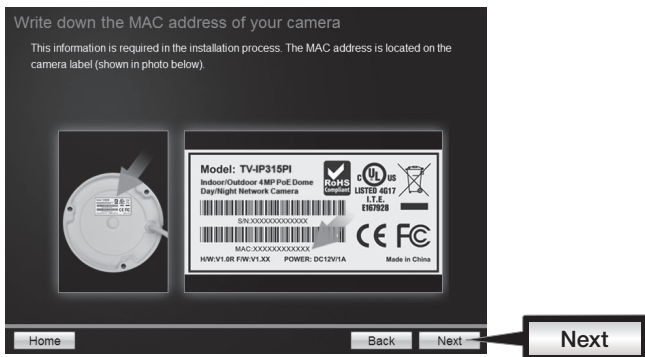 Write down the MAC address of your camera
This information is required in the installation process. The MAC address is located on the
camera label (shown in photo below).
Model: TV-IP315PI
Indoor/Outdoor 4MP PoE Dome
Day/Night Network Camera
RoHS
Compliant
C UL US
LISTED 4G17
I.T.E.
E167928
S/N:XXXXXXXXXXXXX
MAC:XXXXXXXXXXXX
CE FC
H/W:V1.0R F/W:V1.XX POWER: DC12V/1A Made in China
Home Back Next
Next